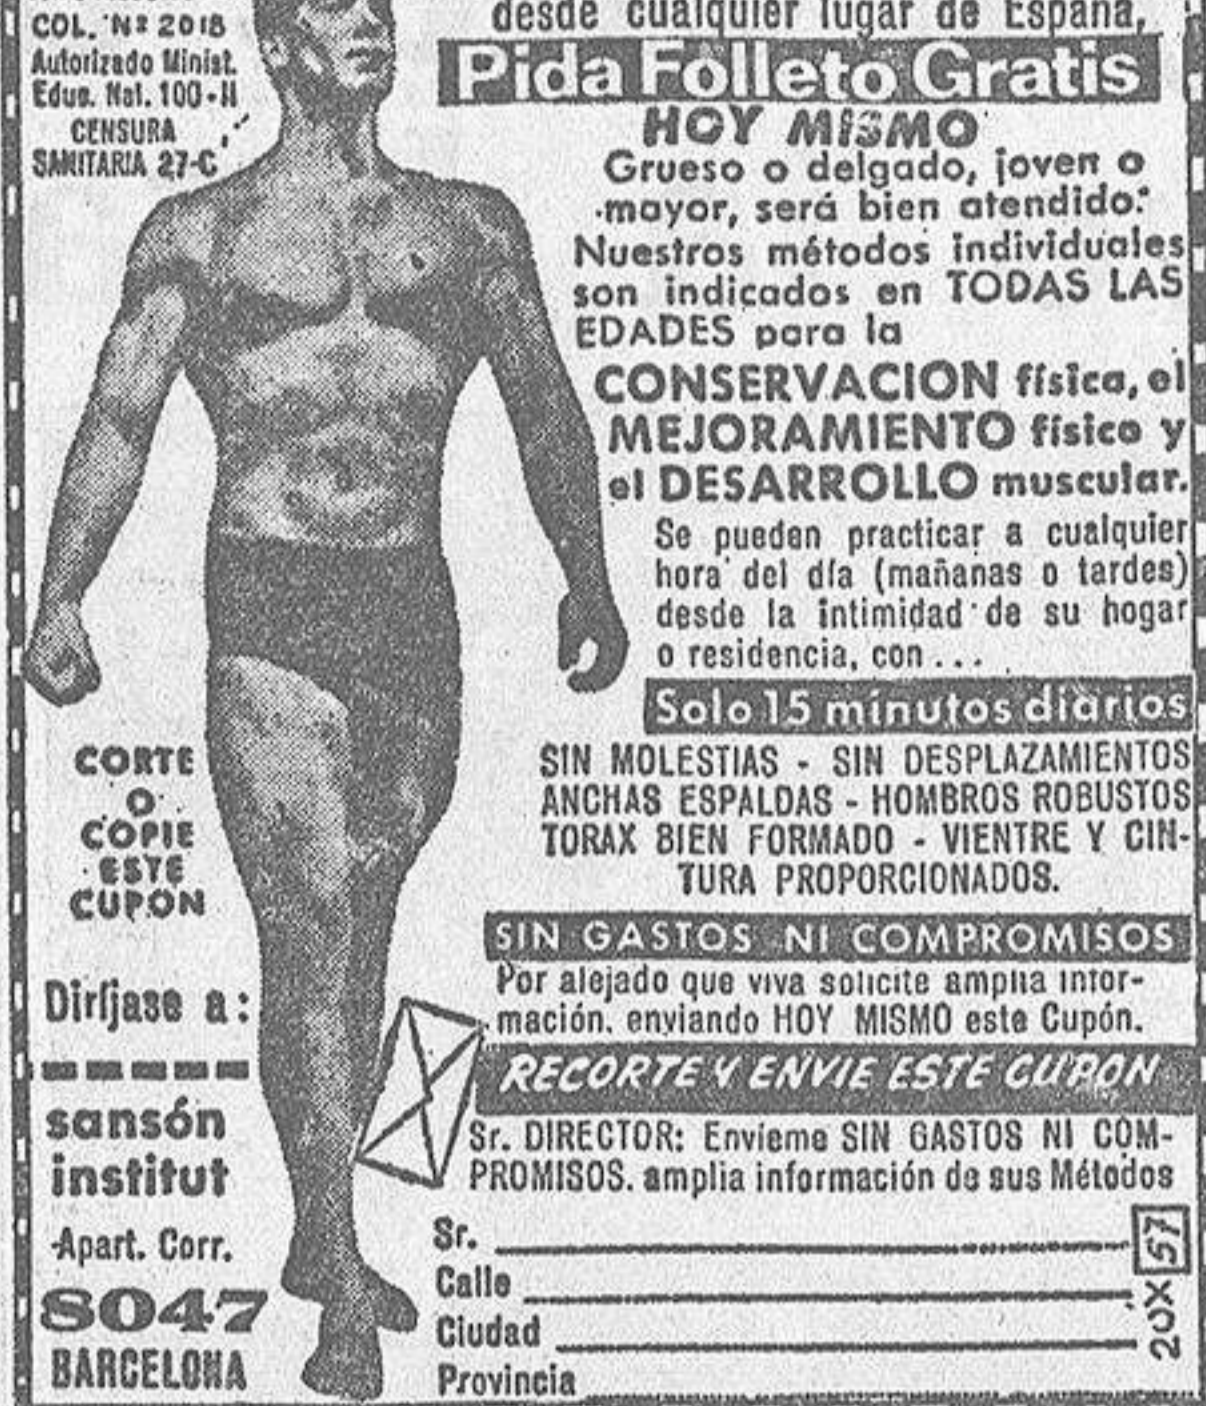 COL. Nº 2018
Autorizado Minist.
Edus. Nal. 100-II
CENSURA
SANITARIA 27-C
desde cualquier lugar de España,
Pida Folleto Gratis
HOY MISMO
Grueso o delgado, joven o
mayor, será bien atendido.
Nuestros métodos individuales
son indicados en TODAS LAS
EDADES para la
CONSERVACION física, el
MEJORAMIENTO físico y
el DESARROLLO muscular.
Se pueden practicar a cualquier
hora del día (mañanas o tardes)
desde la intimidad de su hogar
o residencia, con ...
Solo 15 minutos diarios
SIN MOLESTIAS - SIN DESPLAZAMIENTOS
ANCHAS ESPALDAS - HOMBROS ROBUSTOS
TORAX BIEN FORMADO - VIENTRE Y CIN-
TURA PROPORCIONADOS.
SIN GASTOS NI COMPROMISOS
Por alejado que viva solicite amplia infor-
mación. enviando HOY MISMO este Cupón.
RECORTE Y ENVIE ESTE CUPON
Sr. DIRECTOR: Envieme SIN GASTOS NI COM-
PROMISOS. amplia información de sus Métodos
Sr.
Calle
Ciudad
Provincia
20X 57
CORTE
O
COPIE
ESTE
CUPON
Diríjase a:
sansón
institut
Apart. Corr.
8047
BARCELONA